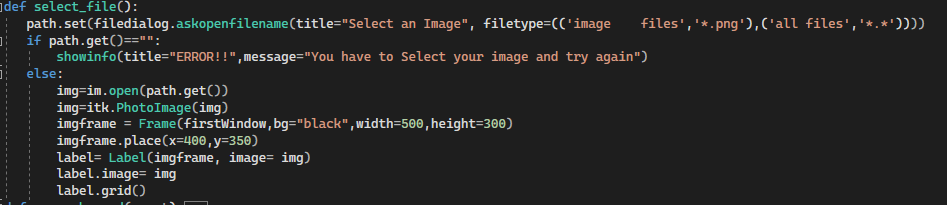 def select_file():
path.set(filedialog.askopenfilename(title="Select an Image", filetype=(('image    files','*.png'),('all files','*.*'))))
if path.get()=="":
showinfo(title="ERROR!!",message="You have to Select your image and try again")
else:
img=im.open(path.get())
img=itk.PhotoImage(img)
imgframe = Frame(firstWindow,bg="black",width=500,height=300)
imgframe.place(x=400,y=350)
label= Label(imgframe, image= img)
label.image= img
label.grid()